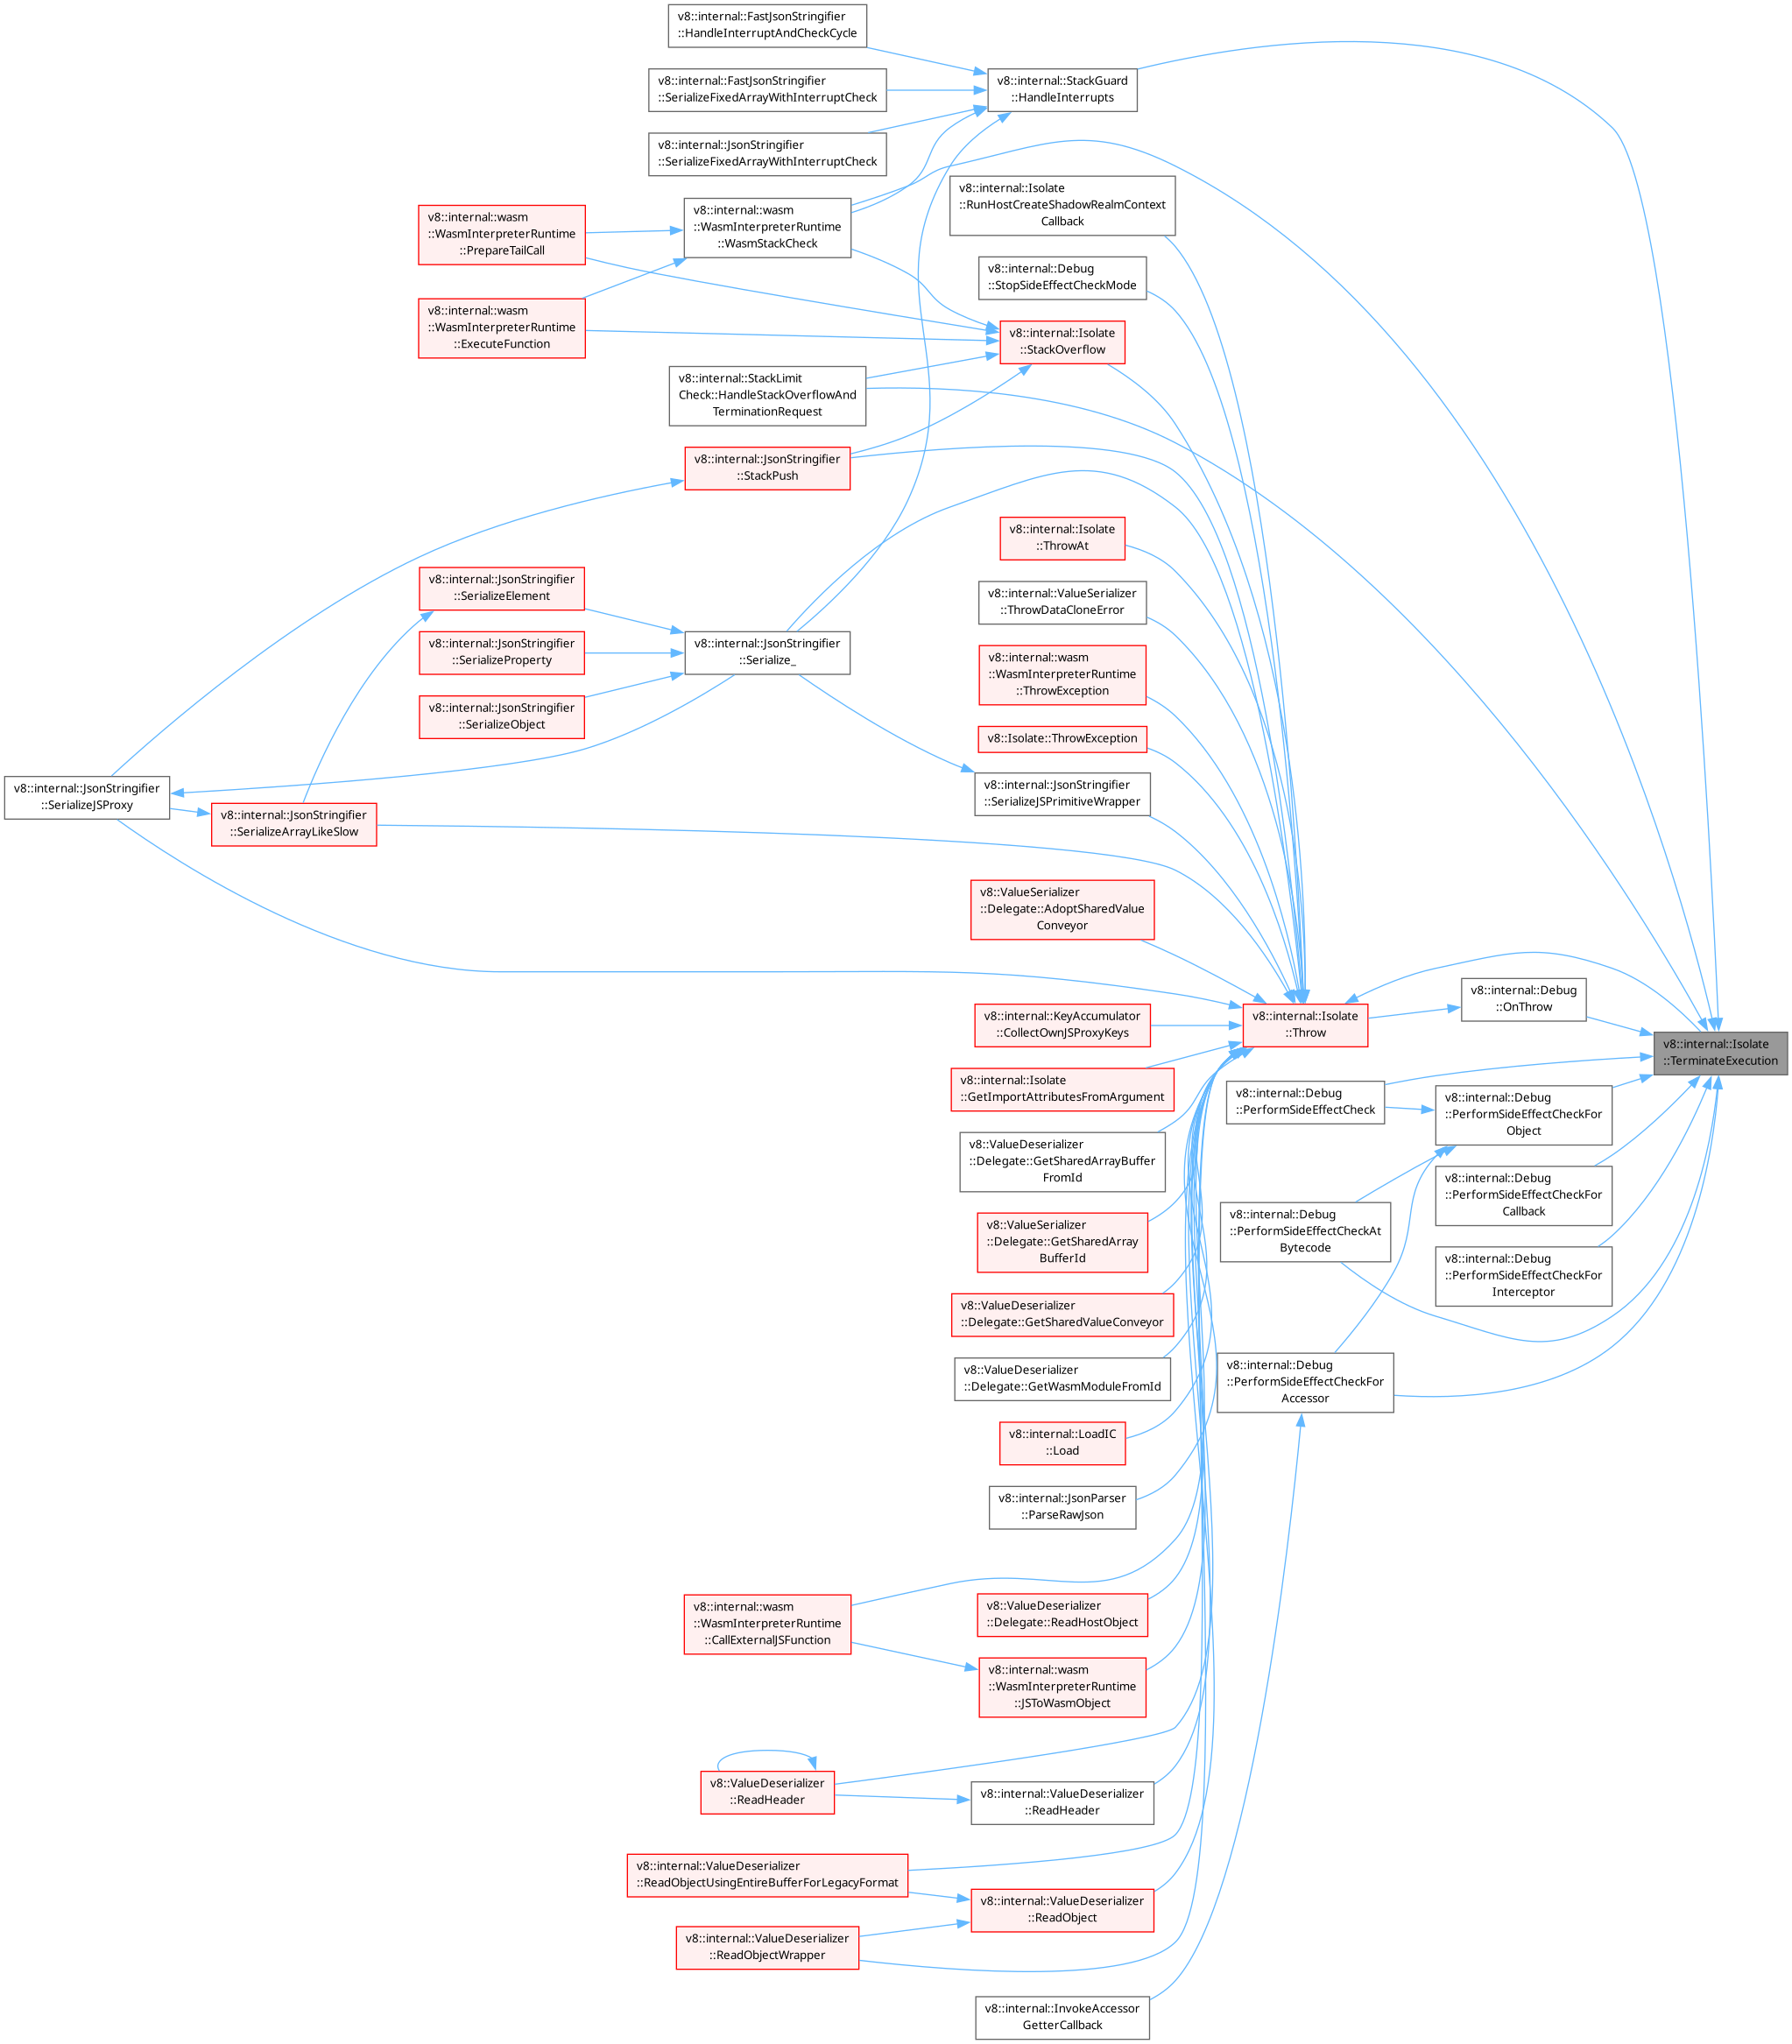 v8::internal::FastJsonStringifier
::HandleInterruptAndCheckCycle
v8::internal::FastJsonStringifier
::SerializeFixedArrayWithInterruptCheck
v8::internal::StackGuard
::HandleInterrupts
v8::internal::JsonStringifier
::SerializeFixedArrayWithInterruptCheck
v8::internal::Isolate
::RunHostCreateShadowRealmContext
Callback
v8::internal::wasm
::WasmInterpreterRuntime
::PrepareTailCall
v8::internal::wasm
::WasmInterpreterRuntime
::WasmStackCheck
v8::internal::Debug
::StopSideEffectCheckMode
v8::internal::wasm
::WasmInterpreterRuntime
::ExecuteFunction
v8::internal::Isolate
::StackOverflow
v8::internal::StackLimit
Check::HandleStackOverflowAnd
TerminationRequest
v8::internal::JsonStringifier
::StackPush
v8::internal::Isolate
::ThrowAt
v8::internal::JsonStringifier
::SerializeElement
v8::internal::ValueSerializer
::ThrowDataCloneError
v8::internal::JsonStringifier
::SerializeProperty
v8::internal::JsonStringifier
::Serialize_
v8::internal::wasm
::WasmInterpreterRuntime
::ThrowException
v8::internal::JsonStringifier
::SerializeObject
v8::Isolate::ThrowException
v8::internal::JsonStringifier
::SerializeJSProxy
v8::internal::JsonStringifier
::SerializeArrayLikeSlow
v8::internal::JsonStringifier
::SerializeJSPrimitiveWrapper
v8::ValueSerializer
::Delegate::AdoptSharedValue
Conveyor
v8::internal::KeyAccumulator
::CollectOwnJSProxyKeys
v8::internal::Isolate
::Throw
v8::internal::Debug
::OnThrow
v8::internal::Isolate
::TerminateExecution
v8::internal::Isolate
::GetImportAttributesFromArgument
v8::internal::Debug
::PerformSideEffectCheck
v8::internal::Debug
::PerformSideEffectCheckFor
Object
v8::ValueDeserializer
::Delegate::GetSharedArrayBuffer
FromId
v8::internal::Debug
::PerformSideEffectCheckFor
Callback
v8::ValueSerializer
::Delegate::GetSharedArray
BufferId
v8::internal::Debug
::PerformSideEffectCheckAt
Bytecode
v8::internal::Debug
::PerformSideEffectCheckFor
Interceptor
v8::ValueDeserializer
::Delegate::GetSharedValueConveyor
v8::ValueDeserializer
::Delegate::GetWasmModuleFromId
v8::internal::Debug
::PerformSideEffectCheckFor
Accessor
v8::internal::LoadIC
::Load
v8::internal::JsonParser
::ParseRawJson
v8::internal::wasm
::WasmInterpreterRuntime
::CallExternalJSFunction
v8::ValueDeserializer
::Delegate::ReadHostObject
v8::internal::wasm
::WasmInterpreterRuntime
::JSToWasmObject
v8::ValueDeserializer
::ReadHeader
v8::internal::ValueDeserializer
::ReadHeader
v8::internal::ValueDeserializer
::ReadObjectUsingEntireBufferForLegacyFormat
v8::internal::ValueDeserializer
::ReadObject
v8::internal::ValueDeserializer
::ReadObjectWrapper
v8::internal::InvokeAccessor
GetterCallback